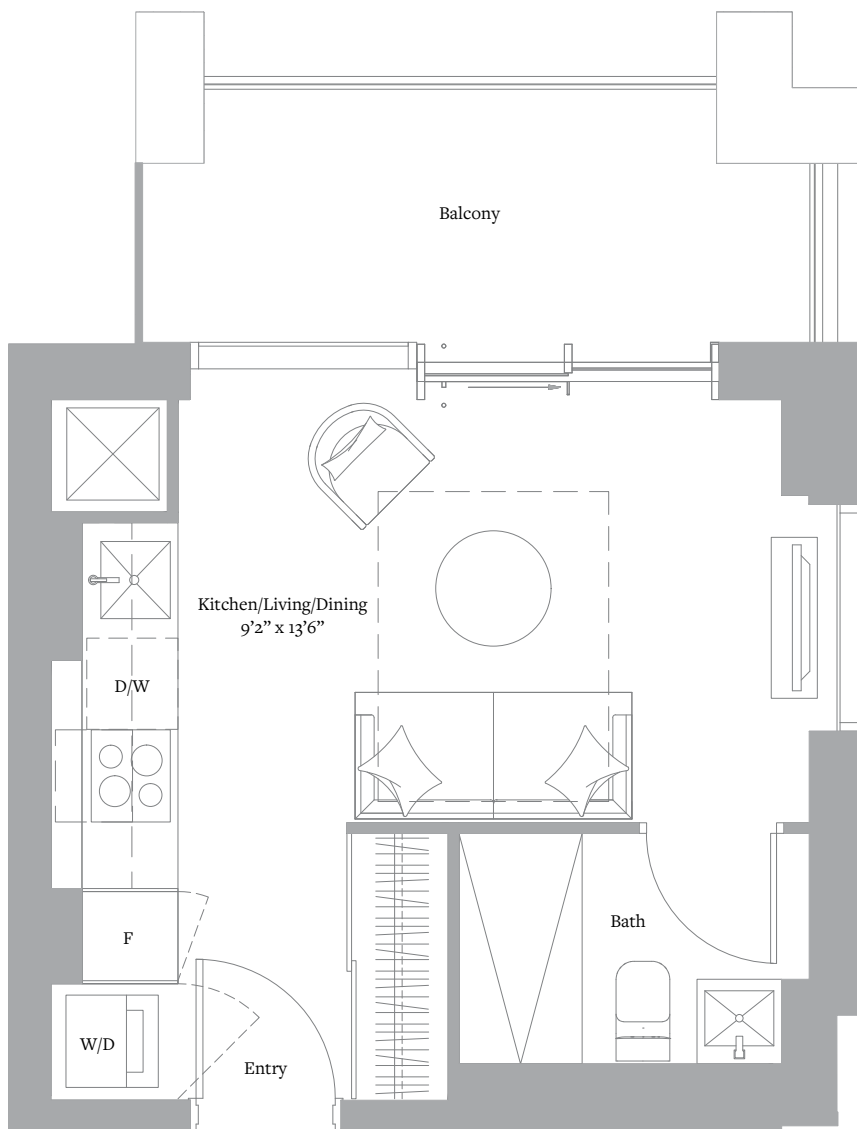 Balcony
Kitchen/Living/Dining
9’2” x 13’6”
D/W
F
Bath
W/D
Entry